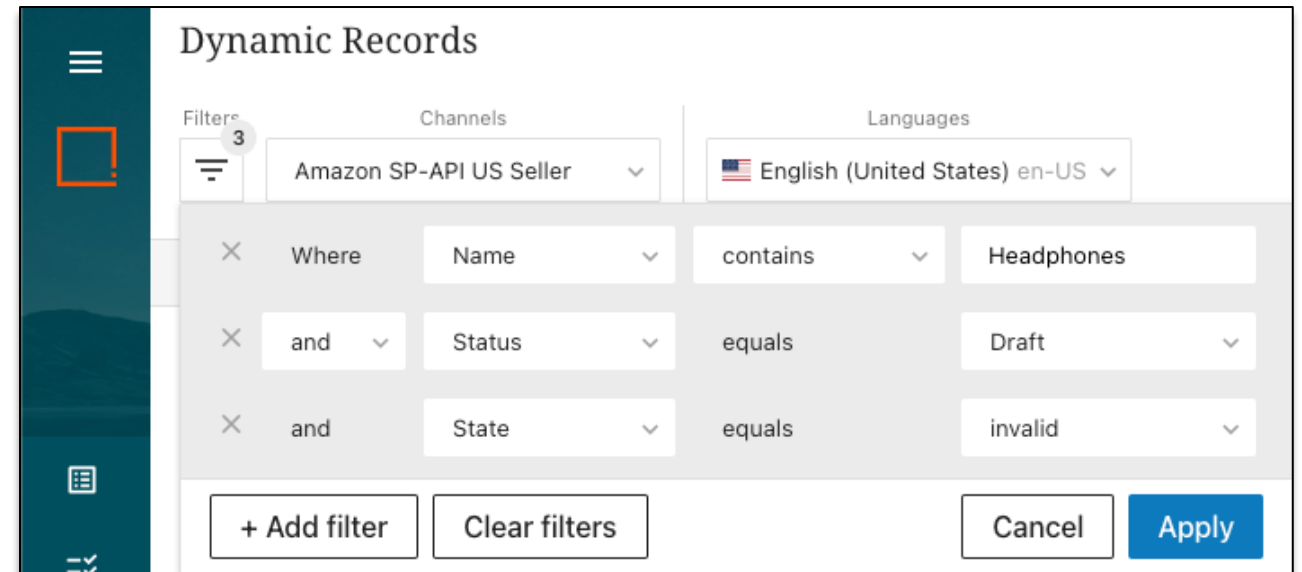 Dynamic Records
Filters Channels Languages
3
Amazon SP-API US Seller English (United States) en-US
Where Name contains Headphones
and Status equals Draft
and State equals invalid
+ Add filter Clear filters Cancel Apply